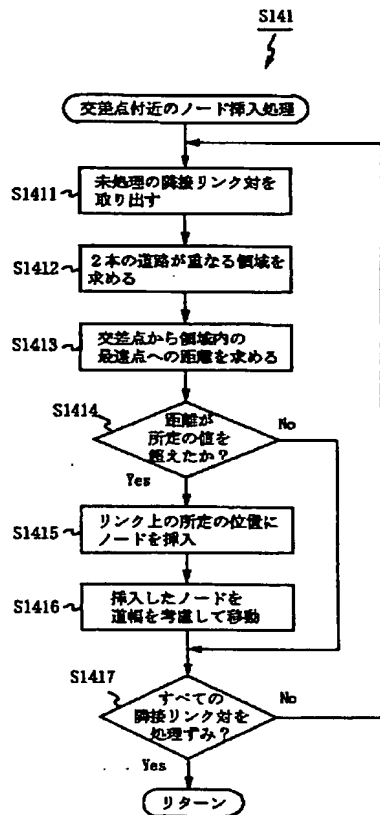 S141
交差点付近のノード挿入処理
S1411
未処理の隣接リンク対を
取り出す
S1412
2本の道路が重なる領域を
求める
S1413
交差点から領域内の
最遠点への距離を求める
S1414
距離が
所定の値を
超えたか?
No
Yes
S1415
リンク上の所定の位置に
ノードを挿入
S1416
挿入したノードを
道幅を考慮して移動
S1417
すべての
隣接リンク対を
処理ずみ?
No
Yes
リターン